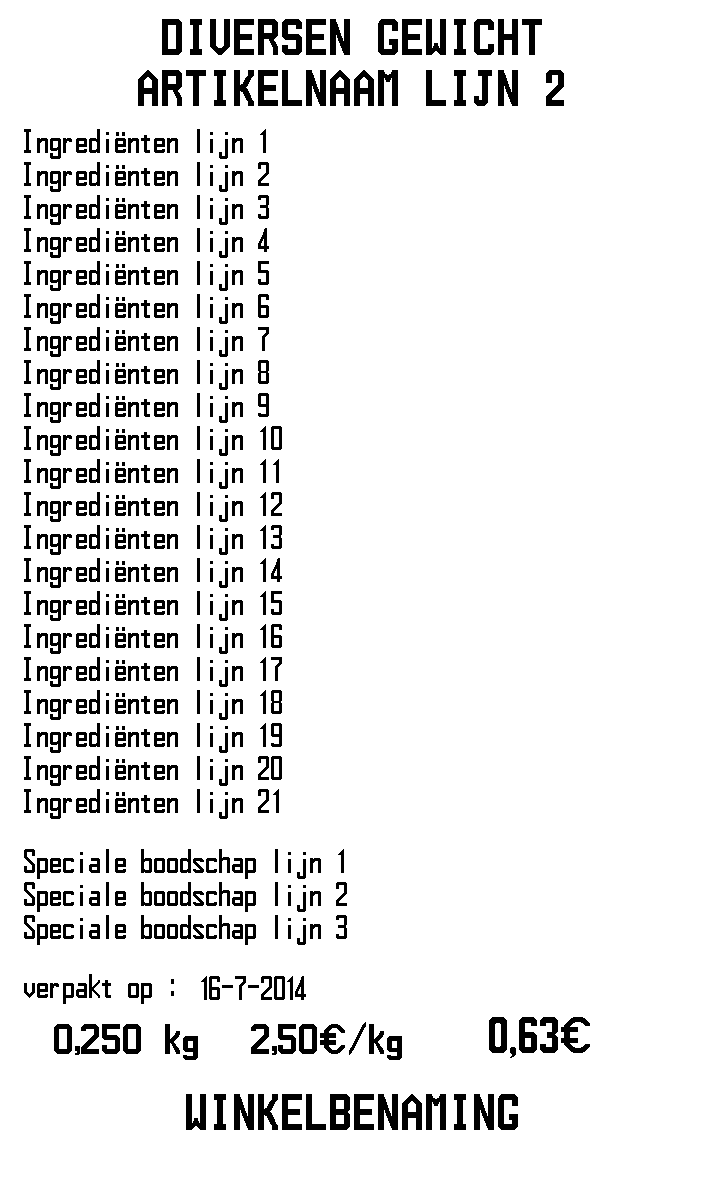 DIVERSEN GEWICHT
ARTIKELNAAM LIJN 2
Ingrediënten lijn 1
Ingrediënten lijn 2
Ingrediënten lijn 3
Ingrediënten lijn 4
Ingrediënten lijn 5
Ingrediënten lijn 6
Ingrediënten lijn 7
Ingrediënten lijn 8
Ingrediënten lijn 9
Ingrediënten lijn 10
Ingrediënten lijn 11
Ingrediënten lijn 12
Ingrediënten lijn 13
Ingrediënten lijn 14
Ingrediënten lijn 15
Ingrediënten lijn 16
Ingrediënten lijn 17
Ingrediënten lijn 18
Ingrediënten lijn 19
Ingrediënten lijn 20
Ingrediënten lijn 21
Speciale boodschap lijn 1
Speciale boodschap lijn 2
Speciale boodschap lijn 3
verpakt op : 16-7-2014
0,250 kg 2,50€/kg 0,63€
WINKELBENAMING